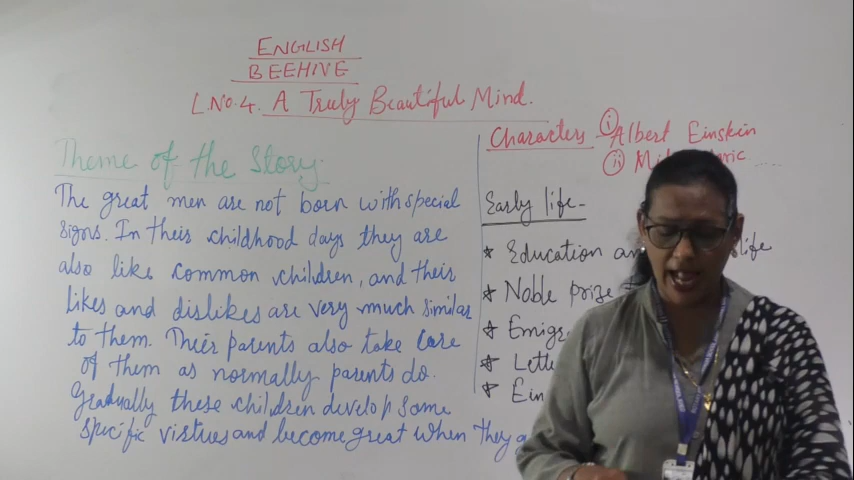 ENGLISH
BEEHIVE
L NO.4. A Truly Beautiful Mind.
Theme of the Story:
The great men are not born with special
signs. In their childhood days they are
also like common children, and their
likes and dislikes are very much similar
to them. Their parents also take care
of them as normally parents do.
Gradually these children develop some
specific virtues and become great when they
Characters - i) Albert Einstein
ii)
Early life-
* Education life
* Noble prize
*
*
*